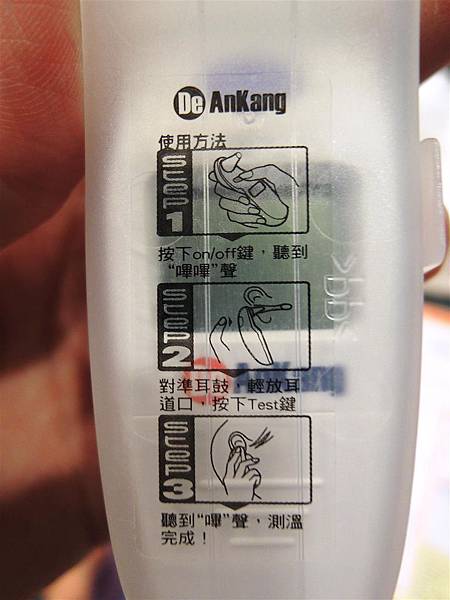 De AnKang
使用方法
STEP 1
按下on/off鍵，聽到
“嗶嗶”聲
STEP 2
AnKang
對準耳鼓，輕放耳
道口，按下Test鍵
STEP 3
聽到“嗶”聲，測溫
完成！